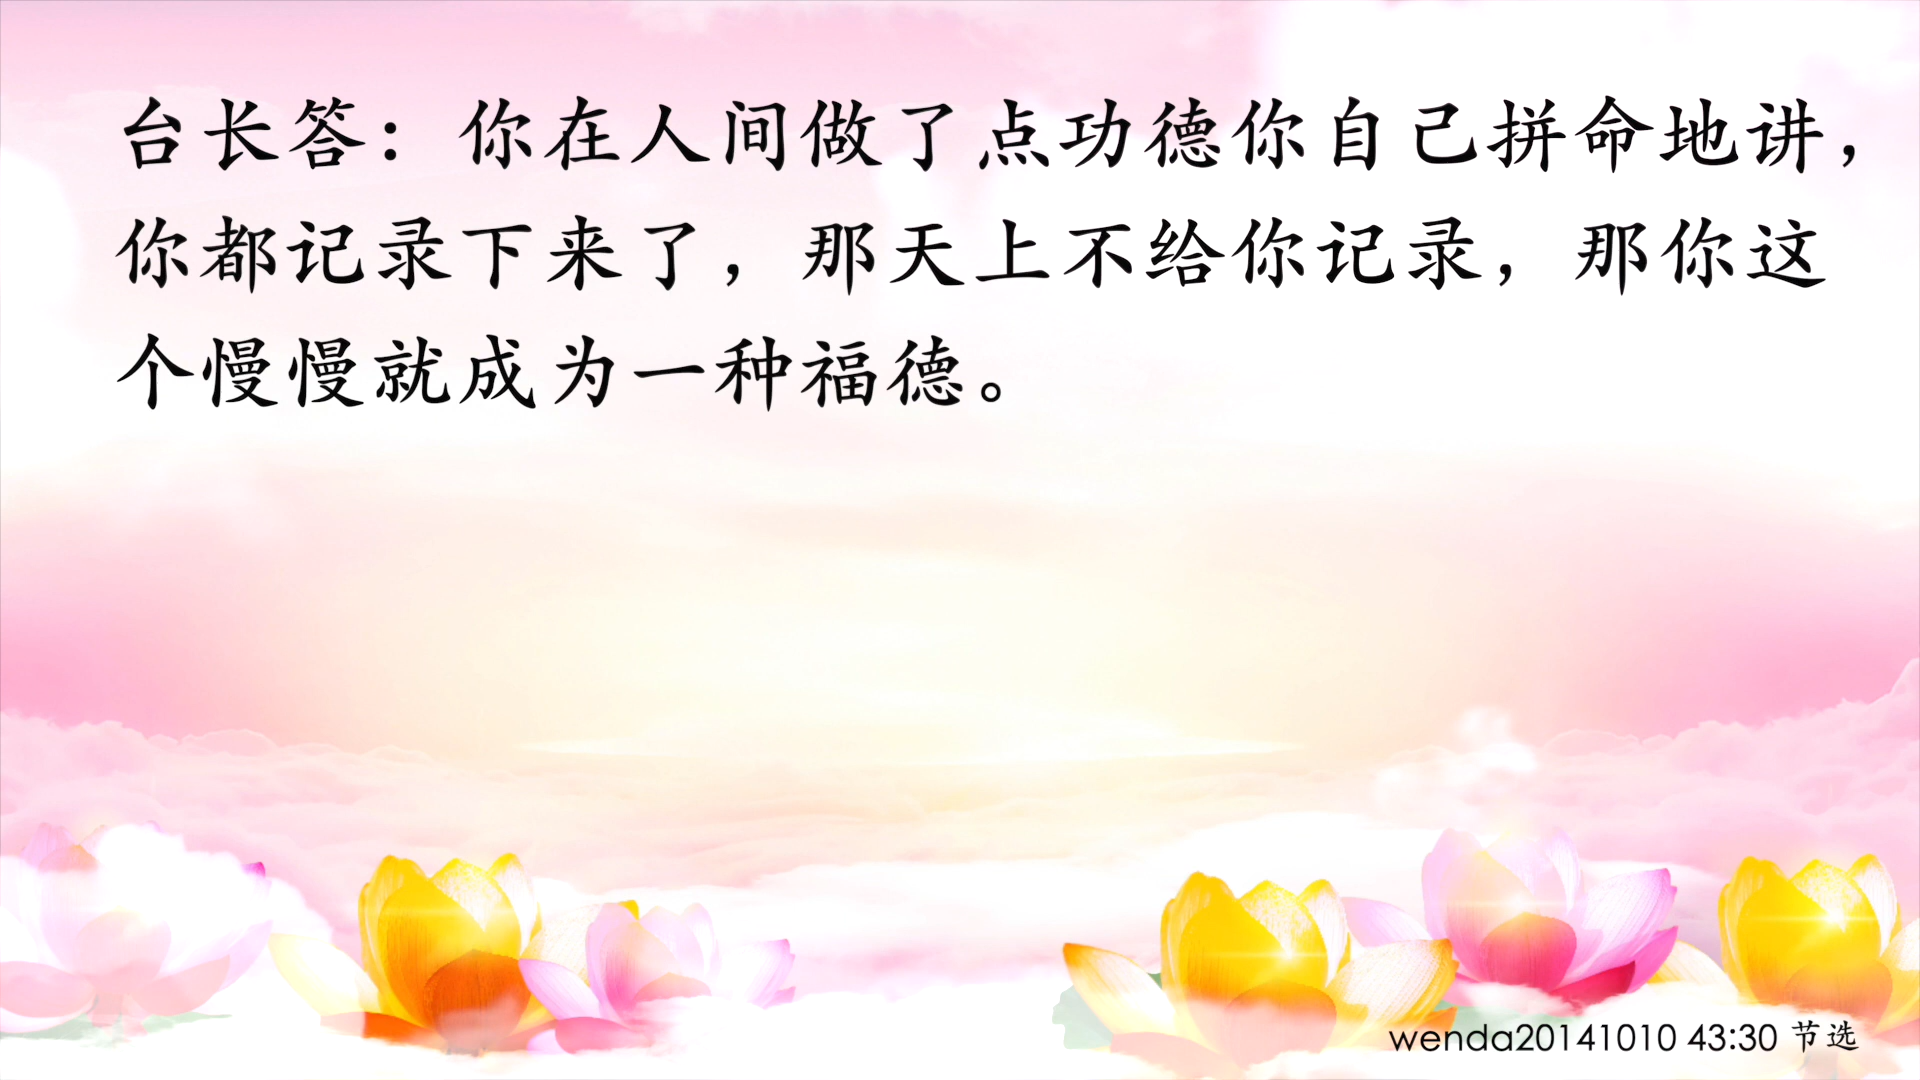 台长答：你在人间做了点功德你自己拼命地讲，
你都记录下来了，那天上不给你记录，那你这
个慢慢就成为一种福德。
wenda20141010 43:30 节选